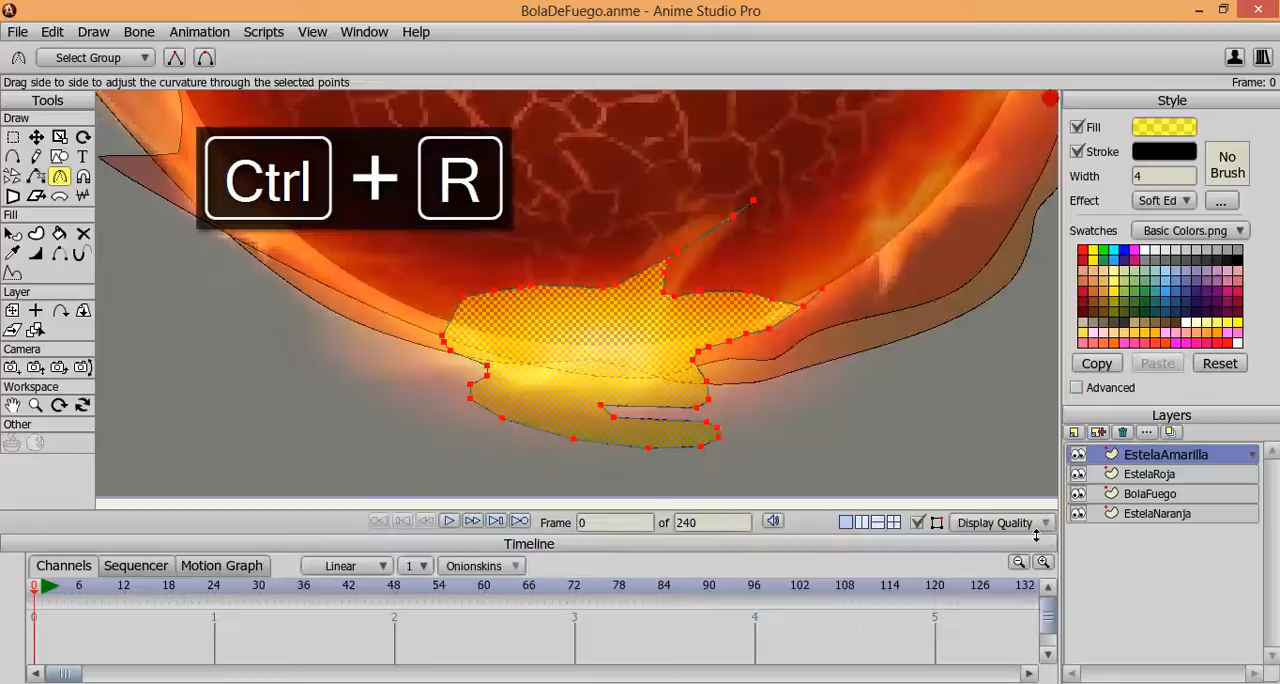 BolaDeFuego.anme - Anime Studio Pro
File Edit Draw Bone Animation Scripts View Window Help
Select Group
Drag side to side to adjust the curvature through the selected points
Frame: 0
Tools
Draw
Fill
Layer
Camera
Workspace
Other
Ctrl + R
Style
Fill
Stroke
No Brush
Width 4
Effect Soft Ed ...
Swatches Basic Colors.png
Copy Paste Reset
Advanced
Layers
EstelaAmarilla
EstelaRoja
BolaFuego
EstelaNaranja
Frame 0 of 240 Display Quality
Timeline
Channels Sequencer Motion Graph Linear 1 Onionskins
0 6 12 18 24 30 36 42 48 54 60 66 72 78 84 90 96 102 108 114 120 126 132
0 1 2 3 4 5